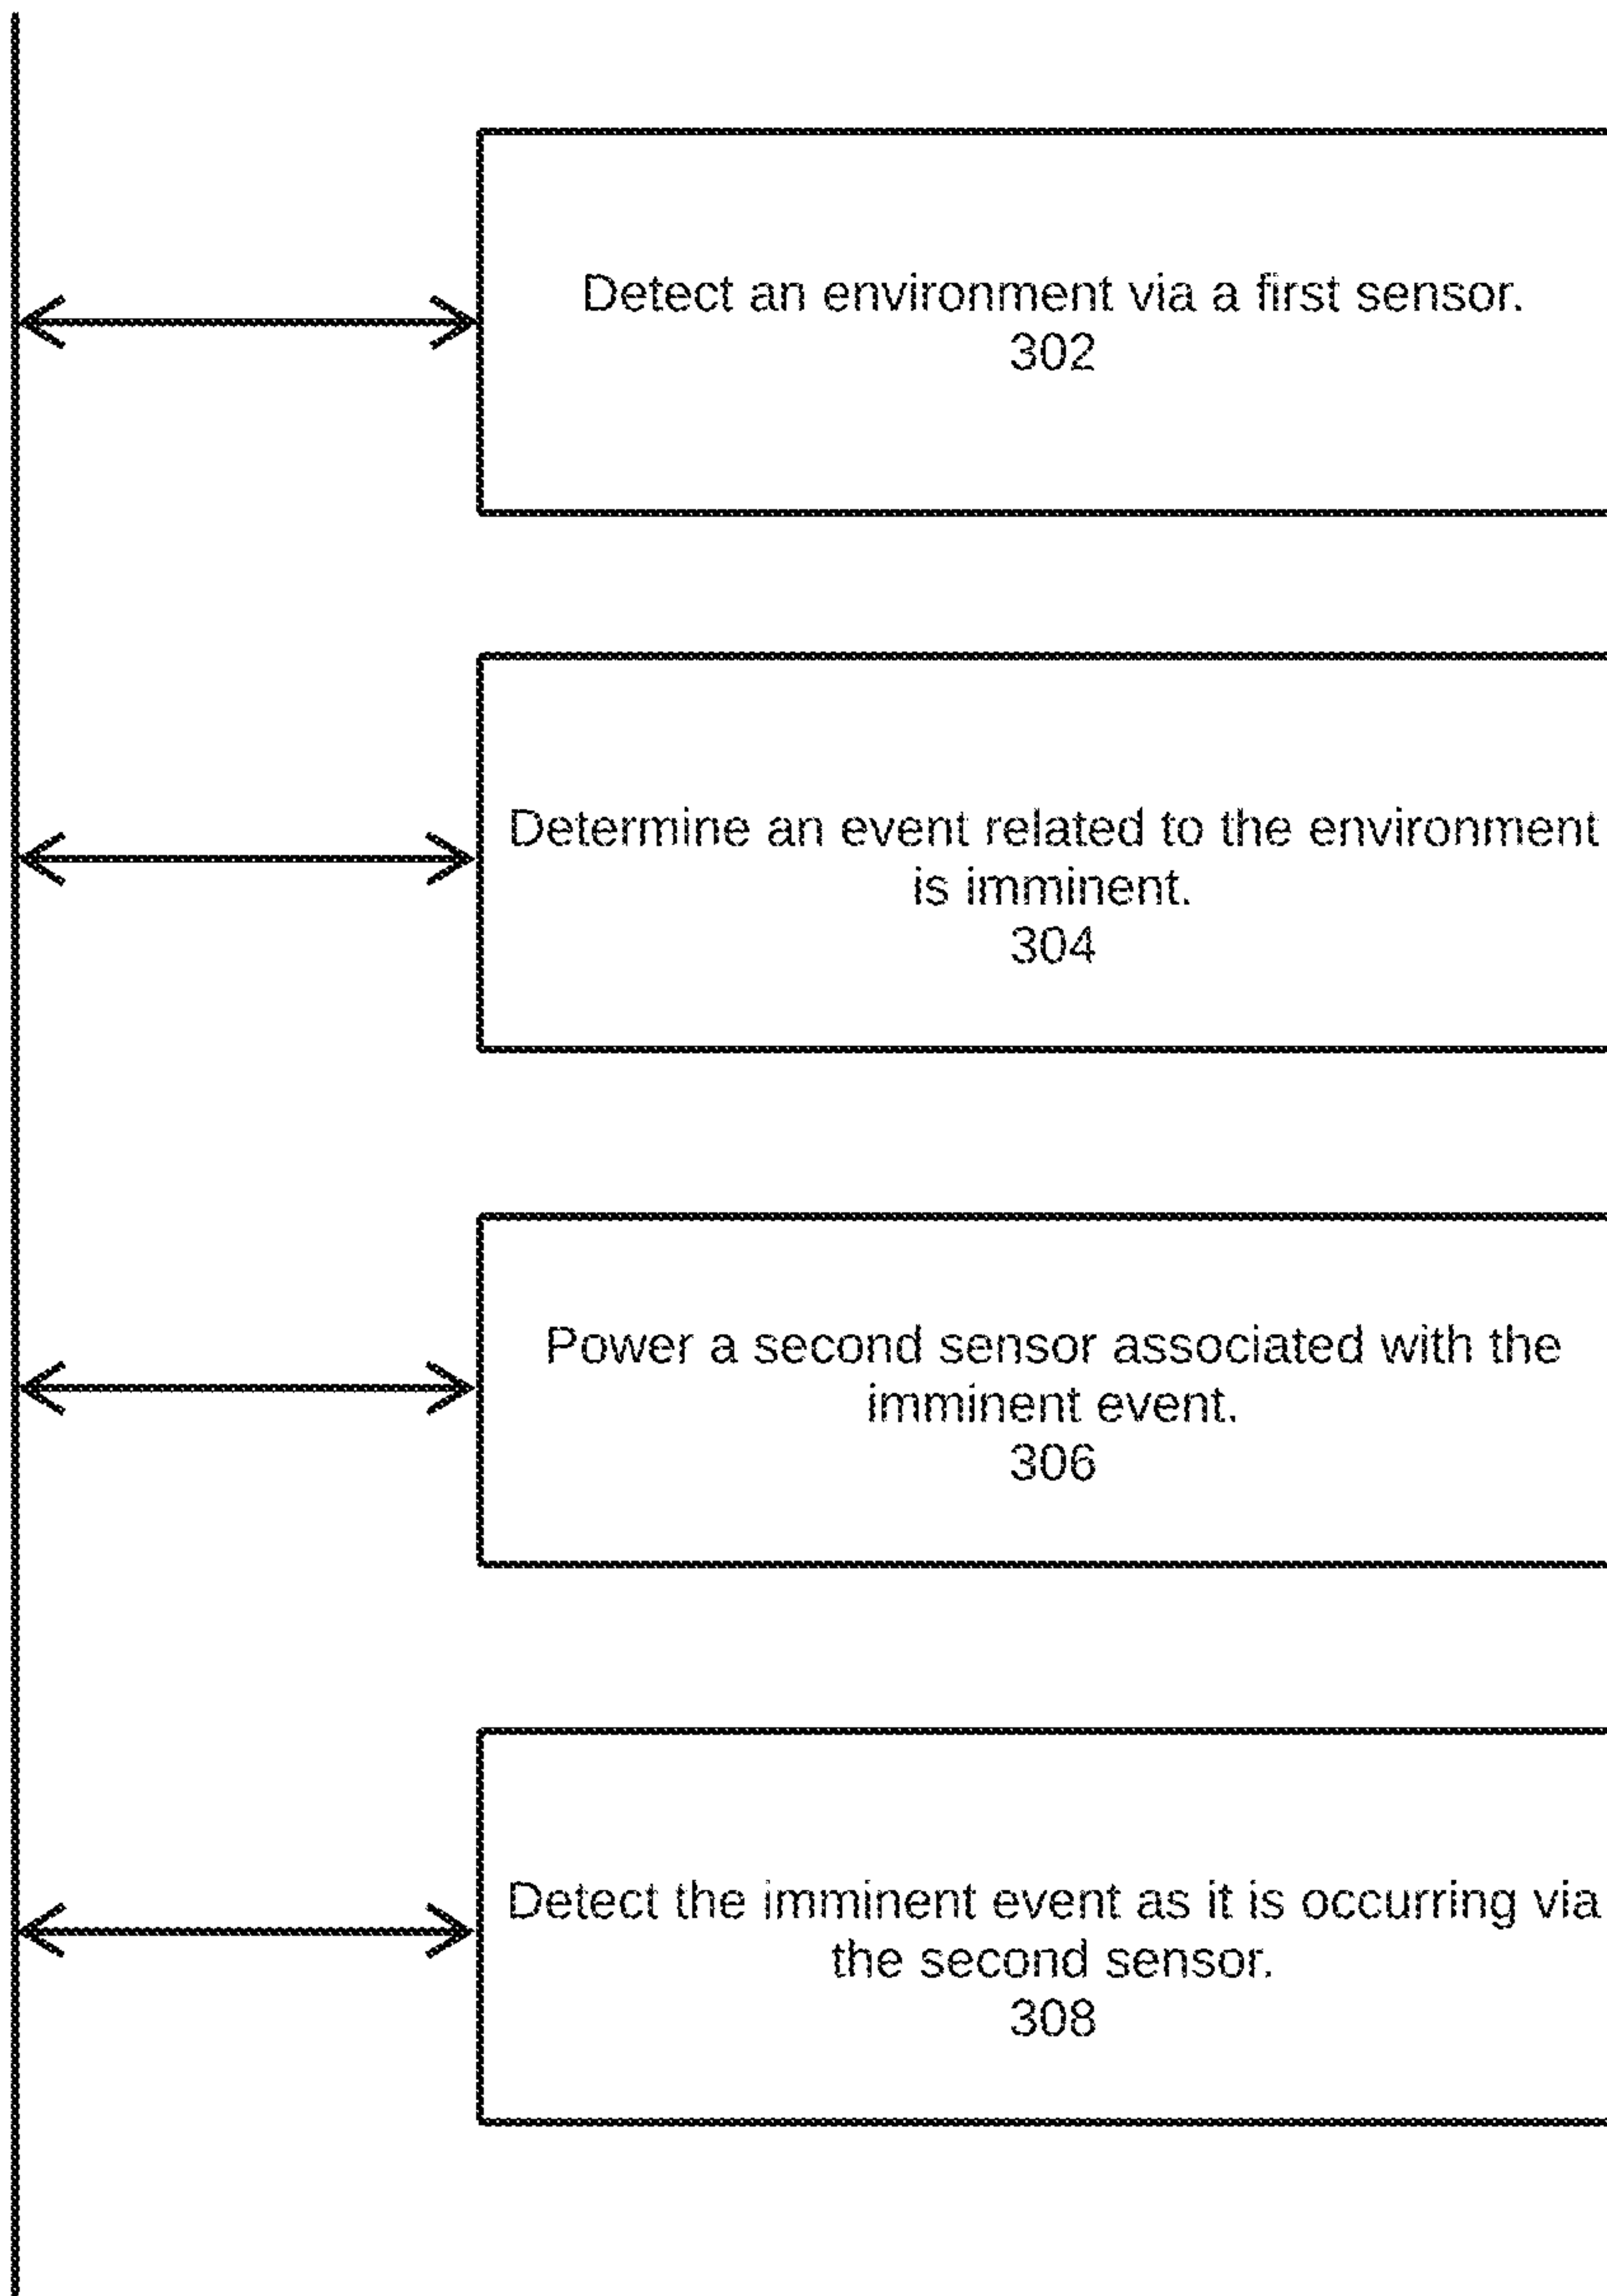 Detect an environment via a first sensor.
302
Determine an event related to the environment
is imminent.
304
Power a second sensor associated with the
imminent event.
306
Detect the imminent event as it is occurring via
the second sensor.
308